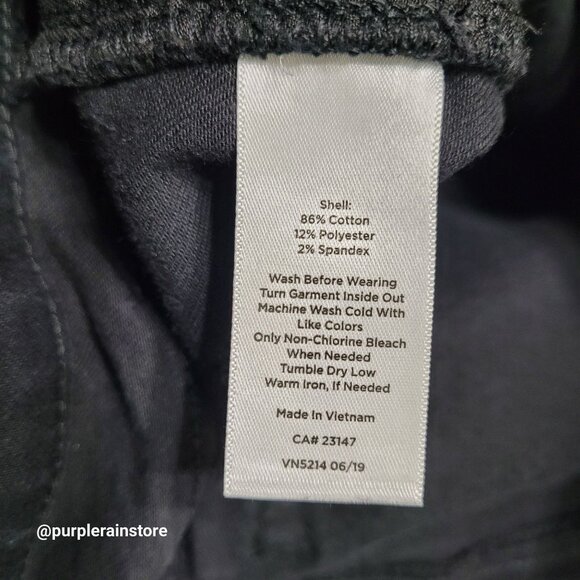 Shell:
86% Cotton
12% Polyester
2% Spandex
Wash Before Wearing
Turn Garment Inside Out
Machine Wash Cold With
Like Colors
Only Non-Chlorine Bleach
When Needed
Tumble Dry Low
Warm Iron, If Needed
Made In Vietnam
CA# 23147
VN5214 06/19
@purplerainstore